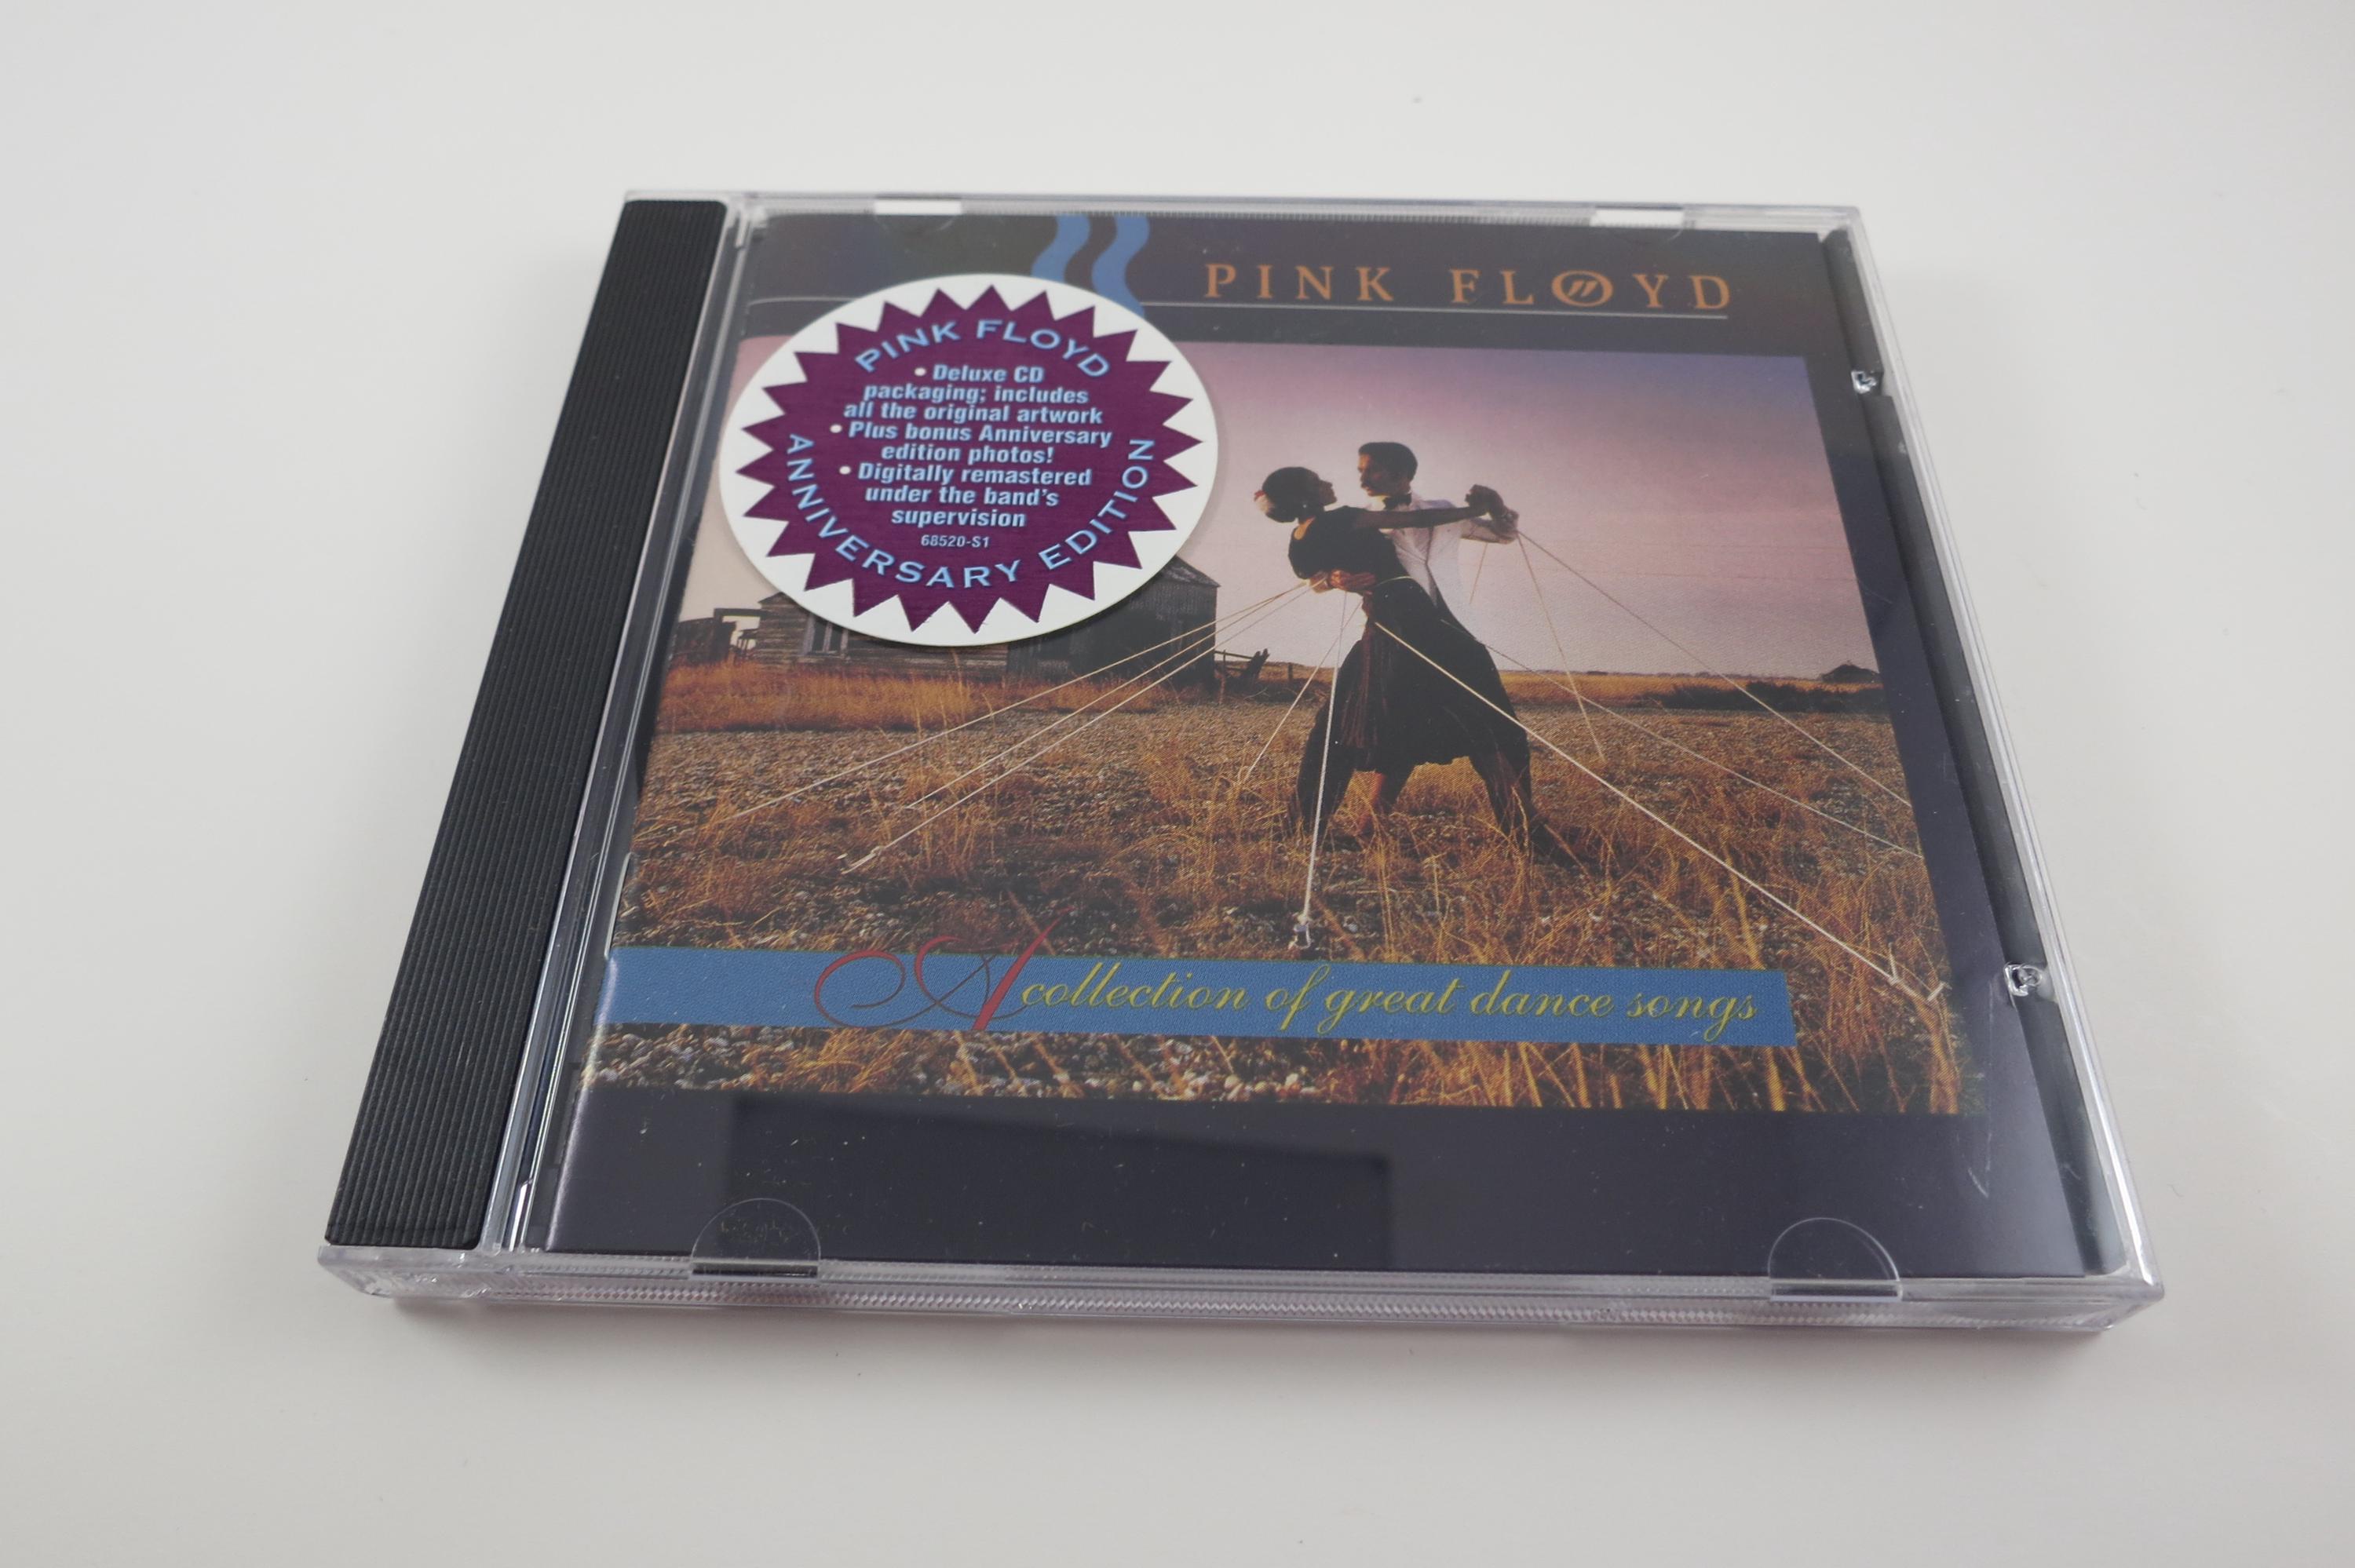 PINK FLOYD
PINK FLOYD
• Deluxe CD
packaging; includes
all the original artwork
• Plus bonus Anniversary
edition photos!
• Digitally remastered
under the band's
supervision
68520-S1
ANNIVERSARY EDITION
A collection of great dance songs